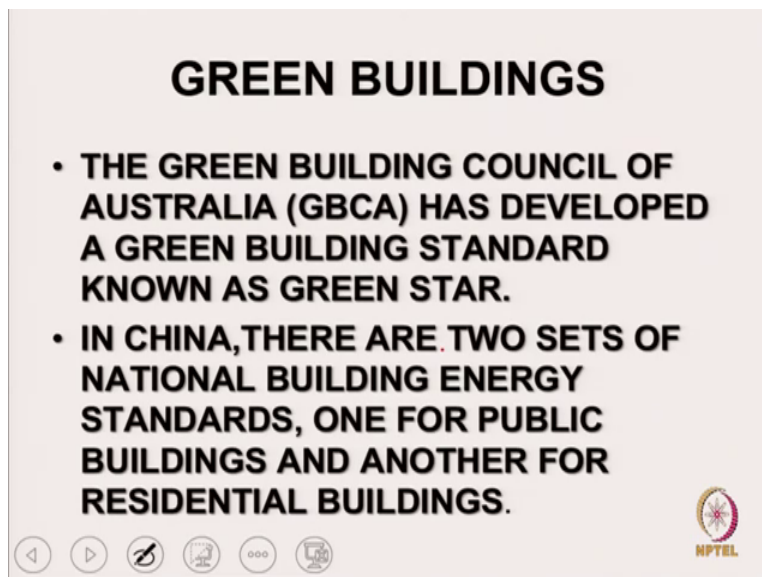 GREEN BUILDINGS
• THE GREEN BUILDING COUNCIL OF
AUSTRALIA (GBCA) HAS DEVELOPED
A GREEN BUILDING STANDARD
KNOWN AS GREEN STAR.
• IN CHINA,THERE ARE TWO SETS OF
NATIONAL BUILDING ENERGY
STANDARDS, ONE FOR PUBLIC
BUILDINGS AND ANOTHER FOR
RESIDENTIAL BUILDINGS.
NPTEL